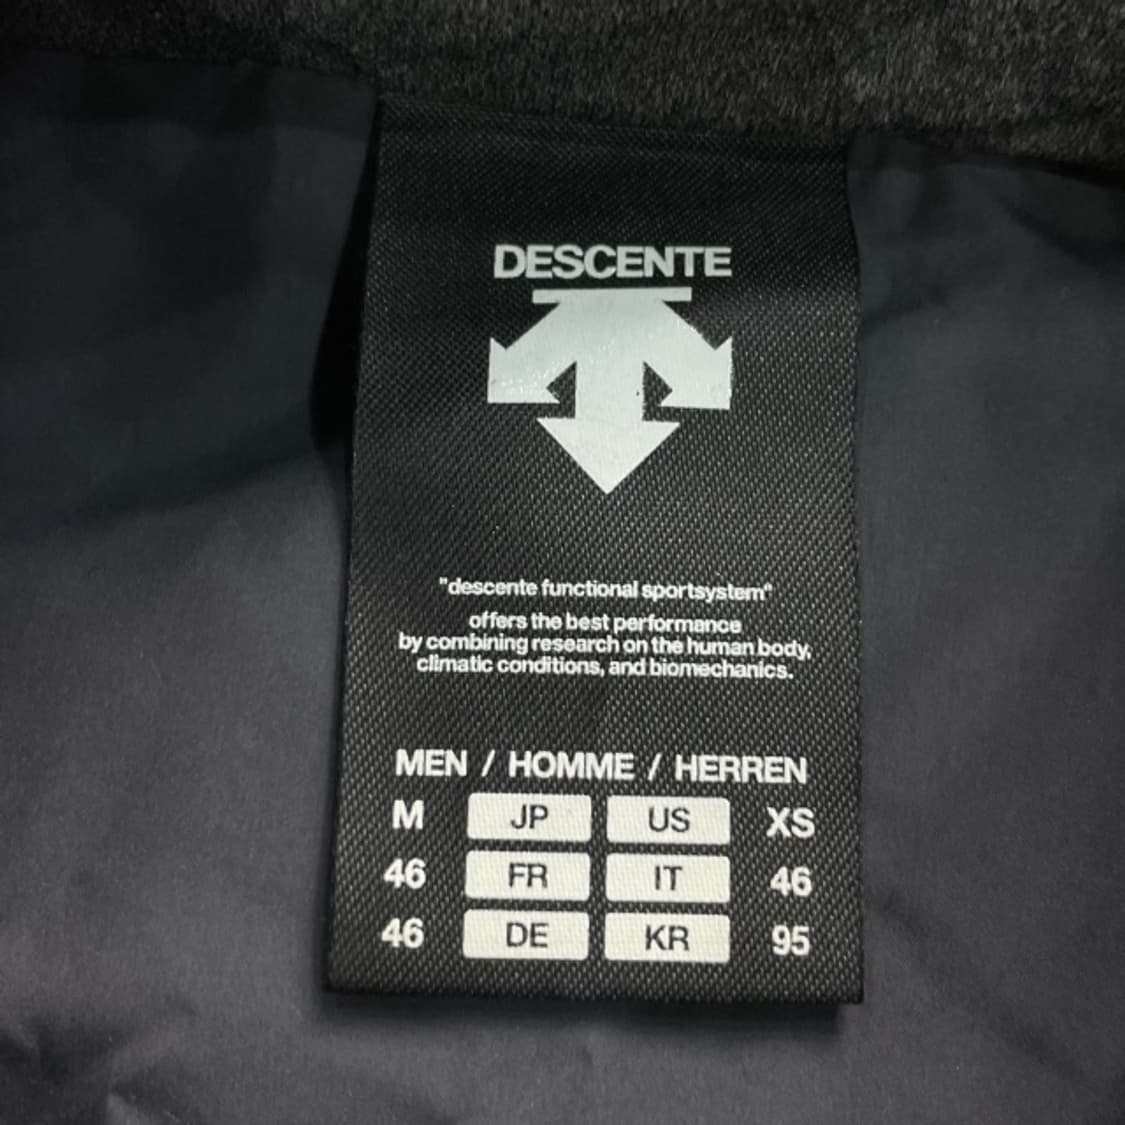 DESCENTE
"descente functional sportsystem"
offers the best performance
by combining research on the human body,
climatic conditions, and biomechanics.
MEN / HOMME / HERREN
M JP US XS
46 FR IT 46
46 DE KR 95